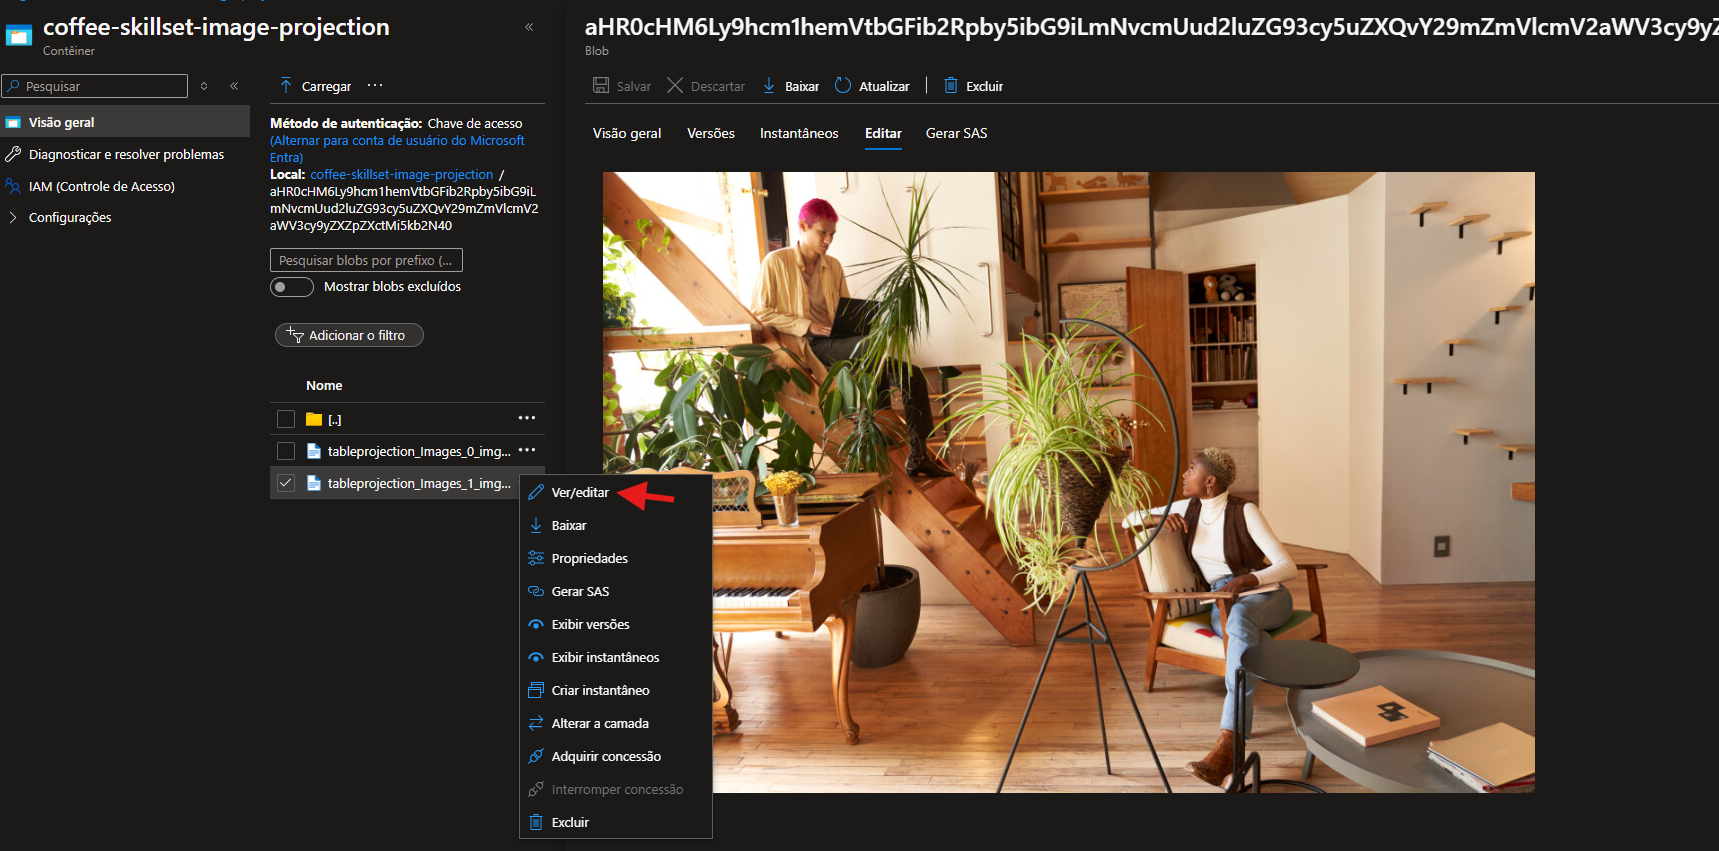 coffee-skillset-image-projection
Contêiner
Pesquisar
Visão geral
Diagnosticar e resolver problemas
IAM (Controle de Acesso)
Configurações
Carregar
Método de autenticação: Chave de acesso
(Alternar para conta de usuário do Microsoft
Entra)
Local: coffee-skillset-image-projection /
aHR0cHM6Ly9hcm1hemVtbGFib2Rpby5ibG9iL
mNvcmUud2luZG93cy5uZXQvY29mZmVlcmV2
aWV3cy9yZXZpZXctMi5kb2N40
Pesquisar blobs por prefixo (...
Mostrar blobs excluídos
Adicionar o filtro
Nome
[..]
tableprojection_Images_0_img...
tableprojection_Images_1_img...
Ver/editar
Baixar
Propriedades
Gerar SAS
Exibir versões
Exibir instantâneos
Criar instantâneo
Alterar a camada
Adquirir concessão
Interromper concessão
Excluir
aHR0cHM6Ly9hcm1hemVtbGFib2Rpby5ibG9iLmNvcmUud2luZG93cy5uZXQvY29mZmVlcmV2aWV3cy9yZ
Blob
Salvar
Descartar
Baixar
Atualizar
Excluir
Visão geral
Versões
Instantâneos
Editar
Gerar SAS